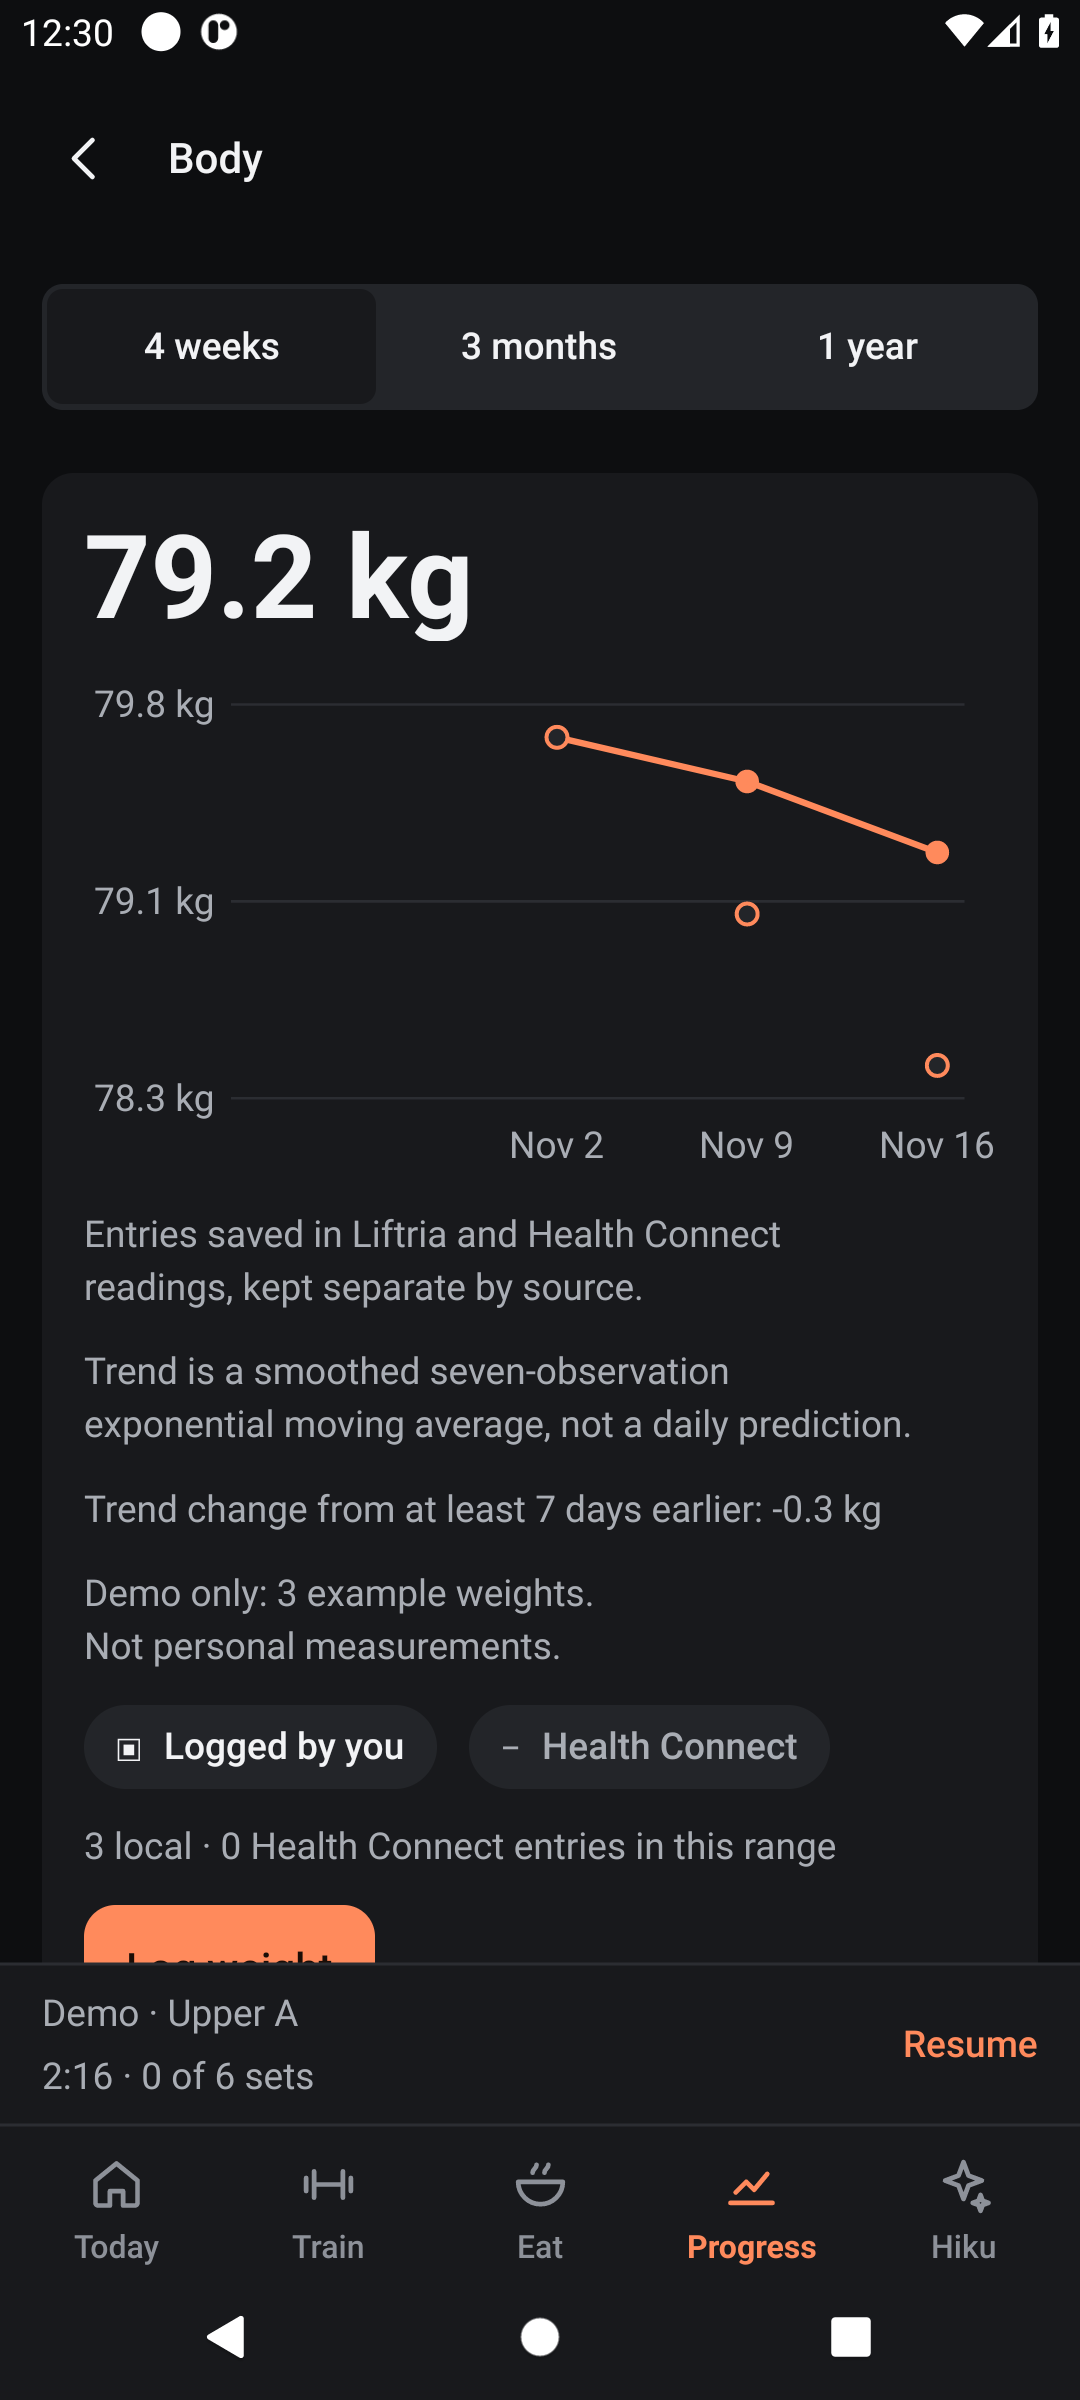 12:30
Body
4 weeks
3 months
1 year
79.2 kg
79.8 kg
79.1 kg
78.3 kg
Nov 2
Nov 9
Nov 16
Entries saved in Liftria and Health Connect
readings, kept separate by source.
Trend is a smoothed seven-observation
exponential moving average, not a daily prediction.
Trend change from at least 7 days earlier: -0.3 kg
Demo only: 3 example weights.
Not personal measurements.
Logged by you
– Health Connect
3 local · 0 Health Connect entries in this range
Log weight
Demo · Upper A
2:16 · 0 of 6 sets
Resume
Today
Train
Eat
Progress
Hiku